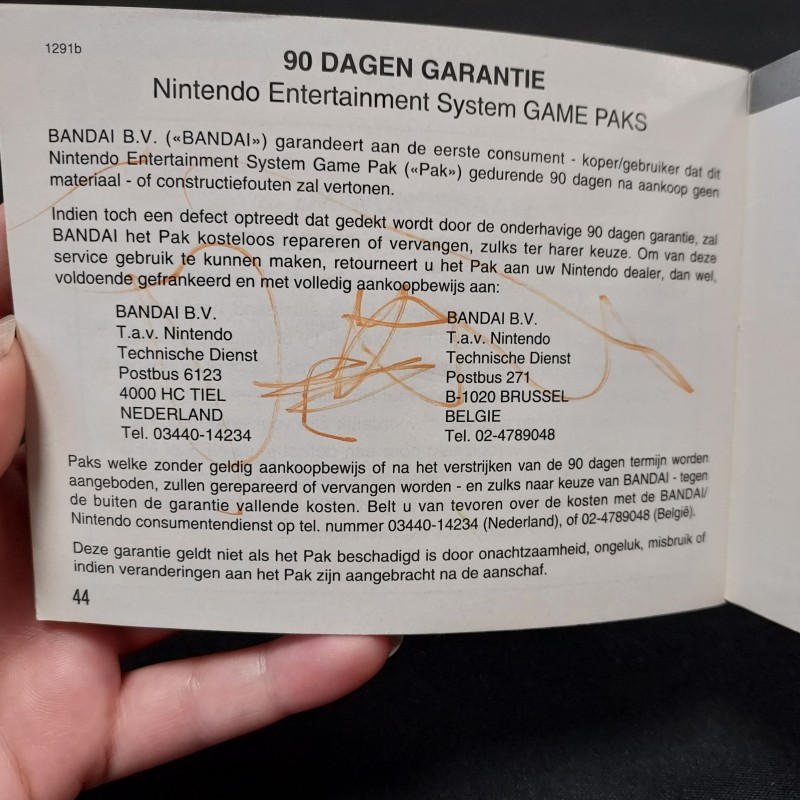 1291b
90 DAGEN GARANTIE
Nintendo Entertainment System GAME PAKS
BANDAI B.V. («BANDAI») garandeert aan de eerste consument - koper/gebruiker dat dit
Nintendo Entertainment System Game Pak («Pak») gedurende 90 dagen na aankoop geen
materiaal - of constructiefouten zal vertonen.
Indien toch een defect optreedt dat gedekt wordt door de onderhavige 90 dagen garantie, zal
BANDAI het Pak kosteloos repareren of vervangen, zulks ter harer keuze. Om van deze
service gebruik te kunnen maken, retourneert u het Pak aan uw Nintendo dealer, dan wel,
voldoende gefrankeerd en met volledig aankoopbewijs aan:
BANDAI B.V.
T.a.v. Nintendo
Technische Dienst
Postbus 6123
4000 HC TIEL
NEDERLAND
Tel. 03440-14234
BANDAI B.V.
T.a.v. Nintendo
Technische Dienst
Postbus 271
B-1020 BRUSSEL
BELGIE
Tel. 02-4789048
Paks welke zonder geldig aankoopbewijs of na het verstrijken van de 90 dagen termijn worden
aangeboden, zullen gerepareerd of vervangen worden - en zulks naar keuze van BANDAI - tegen
de buiten de garantie vallende kosten. Belt u van tevoren over de kosten met de BANDAI/
Nintendo consumentendienst op tel. nummer 03440-14234 (Nederland), of 02-4789048 (België).
Deze garantie geldt niet als het Pak beschadigd is door onachtzaamheid, ongeluk, misbruik of
indien veranderingen aan het Pak zijn aangebracht na de aanschaf.
44